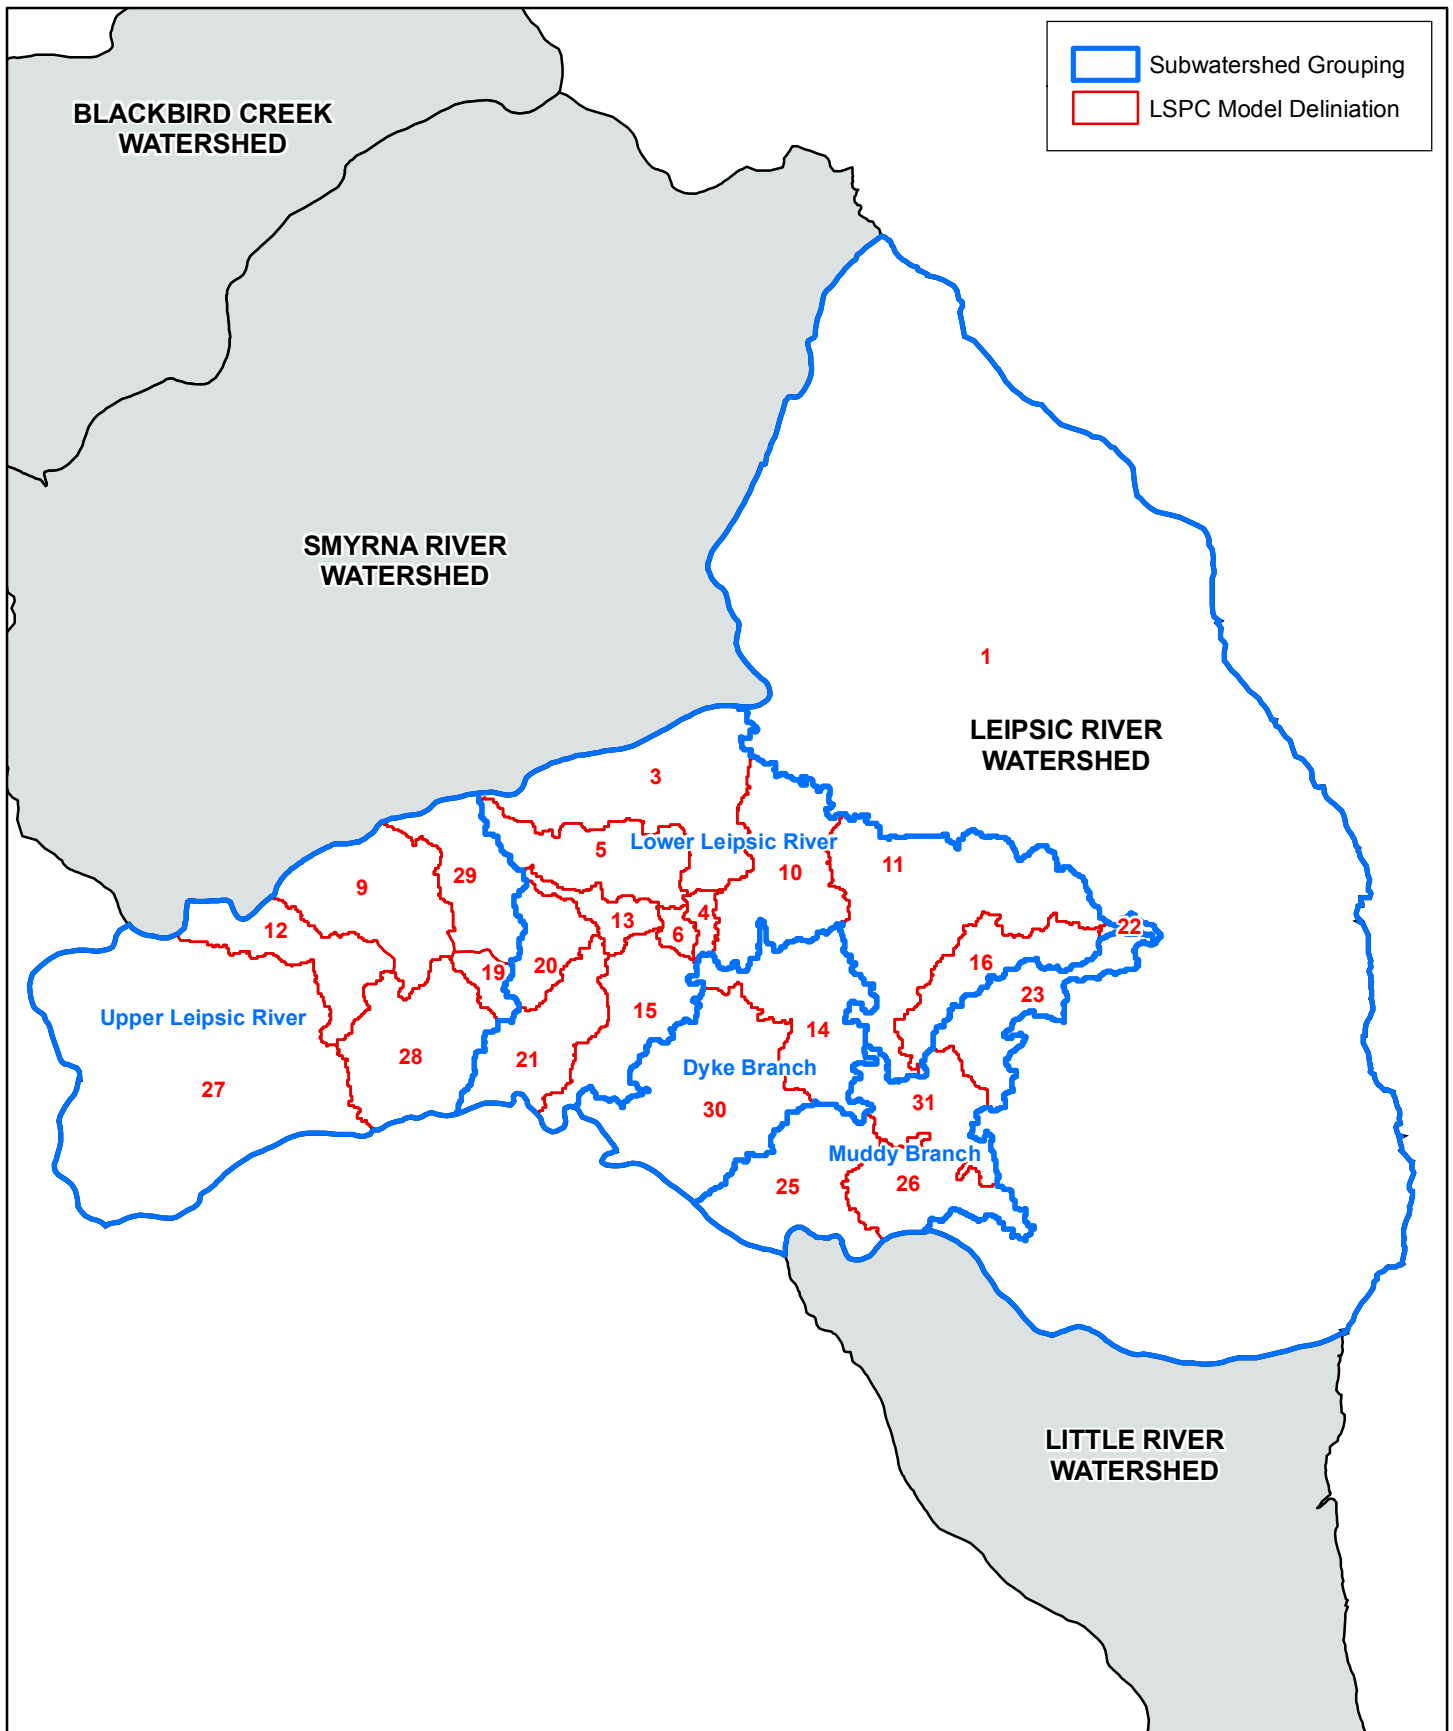 Subwatershed Grouping
LSPC Model Deliniation
BLACKBIRD CREEK
WATERSHED
SMYRNA RIVER
WATERSHED
1
LEIPSIC RIVER
WATERSHED
3
Lower Leipsic River
5
10
11
29
9
4
13
6
12
22
20
19
16
23
15
Upper Leipsic River
14
28
21
Dyke Branch
27
30
31
Muddy Branch
25
26
LITTLE RIVER
WATERSHED